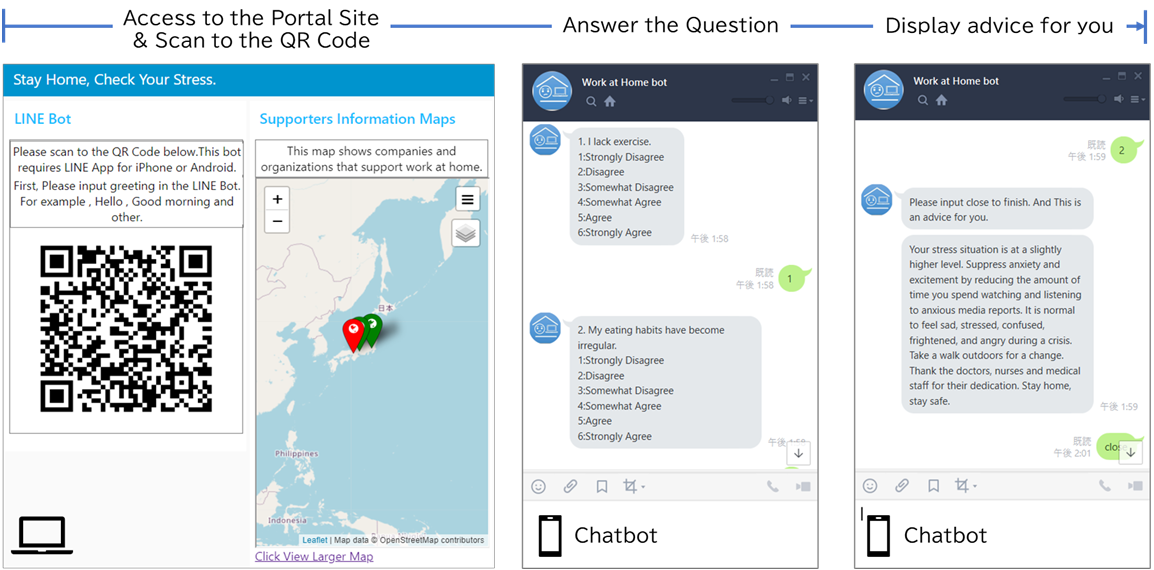 Access to the Portal Site
& Scan to the QR Code
Answer the Question
Display advice for you
Stay Home, Check Your Stress.
LINE Bot
Please scan to the QR Code below.This bot
requires LINE App for iPhone or Android.
First, Please input greeting in the LINE Bot.
For example , Hello , Good morning and
other.
Supporters Information Maps
This map shows companies and
organizations that support work at home.
+
−
日本
Philippines
Indonesia
Leaflet | Map data © OpenStreetMap contributors
Click View Larger Map
Work at Home bot
1. I lack exercise.
1:Strongly Disagree
2:Disagree
3:Somewhat Disagree
4:Somewhat Agree
5:Agree
6:Strongly Agree
午後 1:58
既読
午後 1:58
1
2. My eating habits have become
irregular.
1:Strongly Disagree
2:Disagree
3:Somewhat Disagree
4:Somewhat Agree
5:Agree
6:Strongly Agree
午後 1:58
Chatbot
Work at Home bot
既読
午後 1:59
2
Please input close to finish. And This is
an advice for you.
Your stress situation is at a slightly
higher level. Suppress anxiety and
excitement by reducing the amount of
time you spend watching and listening
to anxious media reports. It is normal
to feel sad, stressed, confused,
frightened, and angry during a crisis.
Take a walk outdoors for a change.
Thank the doctors, nurses and medical
staff for their dedication. Stay home,
stay safe.
午後 1:59
既読
午後 2:01
clos
Chatbot